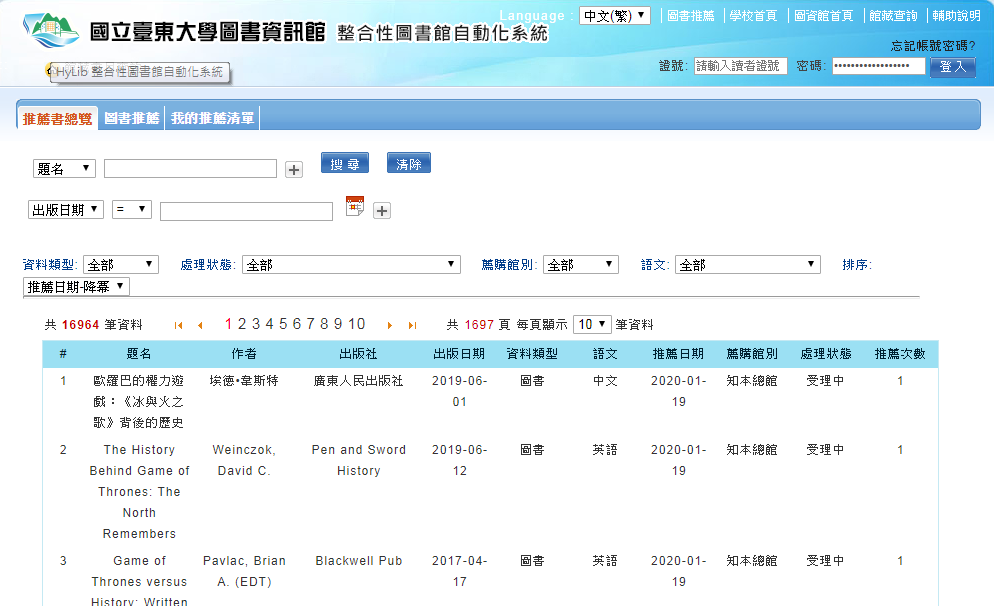 Language : 中文(繁) 圖書推薦 學校首頁 圖資館首頁 館藏查詢 輔助說明
國立臺東大學圖書資訊館 整合性圖書館自動化系統
忘記帳號密碼?
證號: 請輸入讀者證號 密碼: •••••••••••••••••• 登入
HyLib 整合性圖書館自動化系統
推薦書總覽 圖書推薦 我的推薦清單
題名 搜尋 清除
出版日期 =
資料類型: 全部 處理狀態: 全部 薦購館別: 全部 語文: 全部 排序:
推薦日期-降冪
共 16964 筆資料 1 2 3 4 5 6 7 8 9 10 共 1697 頁 每頁顯示 10 筆資料
# 題名 作者 出版社 出版日期 資料類型 語文 推薦日期 薦購館別 處理狀態 推薦次數
1 歐羅巴的權力遊 埃德•韋斯特 廣東人民出版社 2019-06- 圖書 中文 2020-01- 知本總館 受理中 1
戲：《冰與火之 01 19
歌》背後的歷史
2 The History Weinczok, Pen and Sword 2019-06- 圖書 英語 2020-01- 知本總館 受理中 1
Behind Game of David C. History 12 19
Thrones: The
North
Remembers
3 Game of Pavlac, Brian Blackwell Pub 2017-04- 圖書 英語 2020-01- 知本總館 受理中 1
Thrones versus A. (EDT) 17 19
History: Written